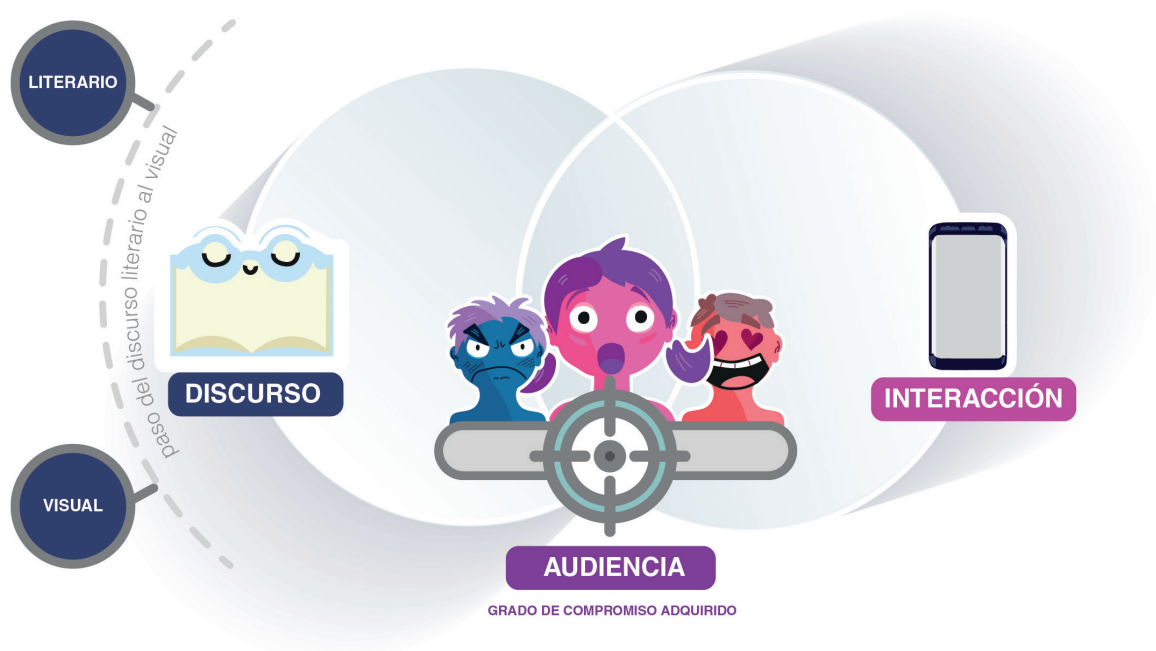 LITERARIO
paso del discurso literario al visual
DISCURSO
INTERACCIÓN
VISUAL
AUDIENCIA
GRADO DE COMPROMISO ADQUIRIDO